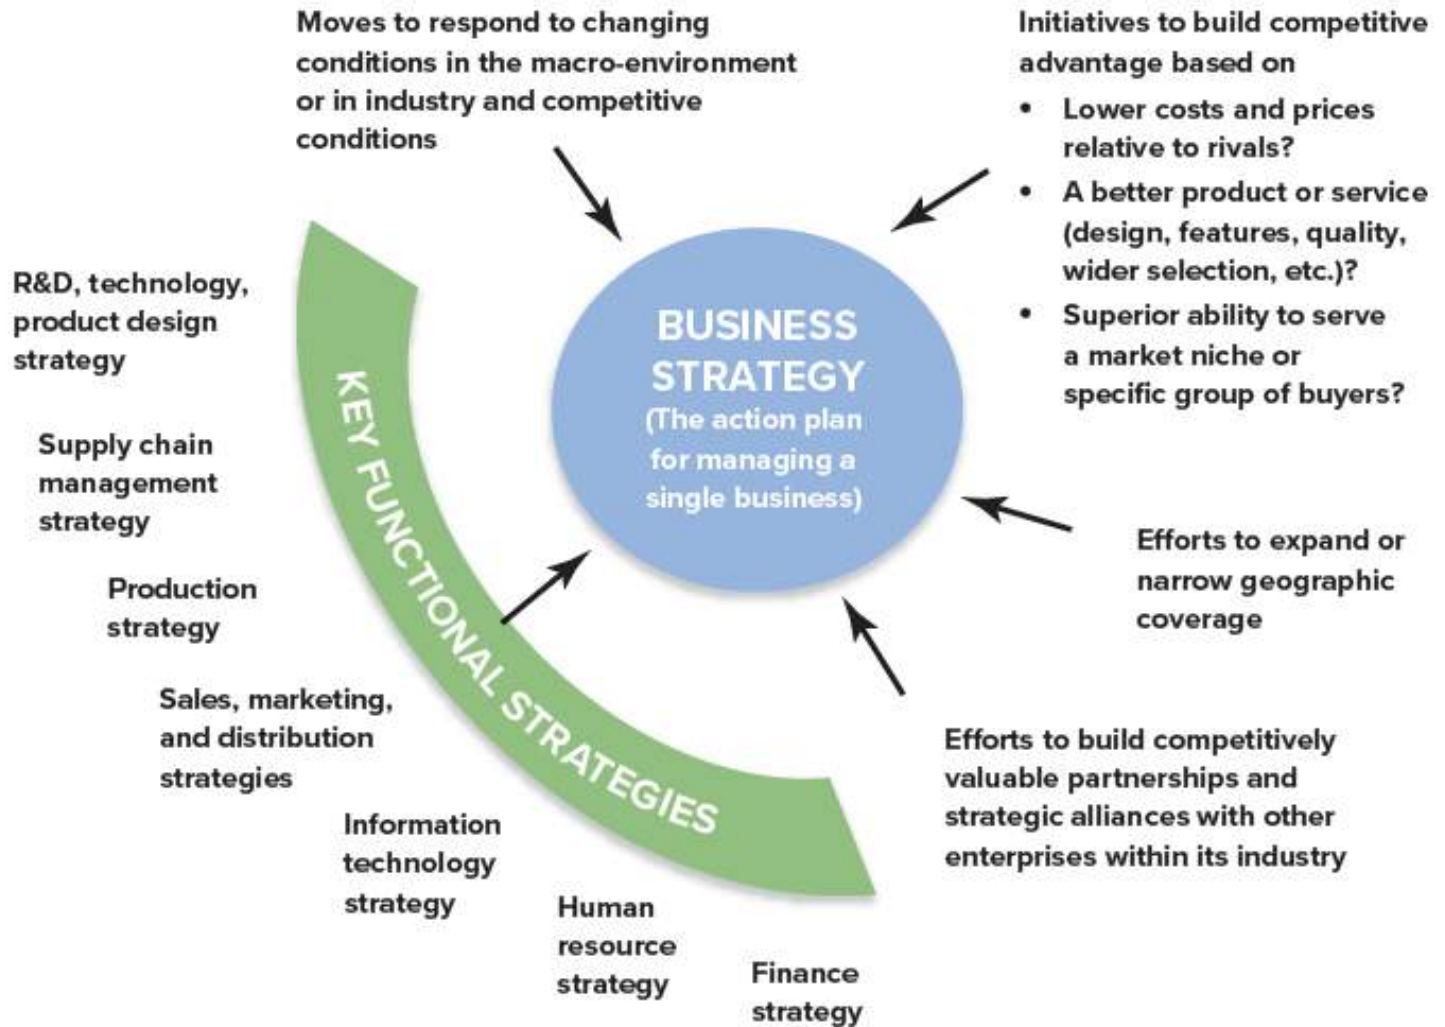 Moves to respond to changing
conditions in the macro-environment
or in industry and competitive
conditions
Initiatives to build competitive
advantage based on
• Lower costs and prices
relative to rivals?
• A better product or service
(design, features, quality,
wider selection, etc.)?
• Superior ability to serve
a market niche or
specific group of buyers?
BUSINESS
STRATEGY
(The action plan
for managing a
single business)
Efforts to expand or
narrow geographic
coverage
Efforts to build competitively
valuable partnerships and
strategic alliances with other
enterprises within its industry
KEY FUNCTIONAL STRATEGIES
R&D, technology,
product design
strategy
Supply chain
management
strategy
Production
strategy
Sales, marketing,
and distribution
strategies
Information
technology
strategy
Human
resource
strategy
Finance
strategy